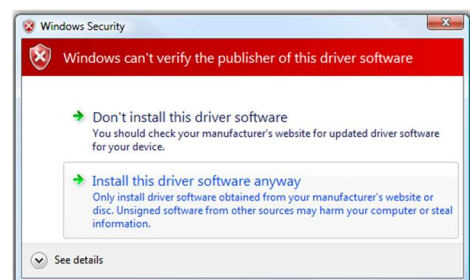 Windows Security
Windows can't verify the publisher of this driver software
Don't install this driver software
You should check your manufacturer's website for updated driver software
for your device.
Install this driver software anyway
Only install driver software obtained from your manufacturer's website or
disc. Unsigned software from other sources may harm your computer or steal
information.
See details